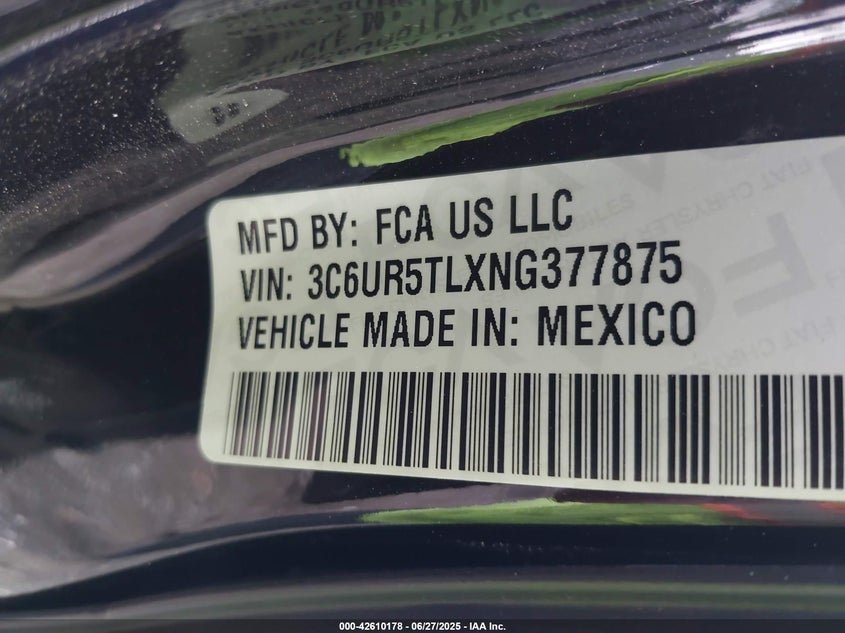 MFD BY: FCA US LLC
VIN: 3C6UR5TLXNG377875
VEHICLE MADE IN: MEXICO
000-42610178 - 06/27/2025 - IAA Inc.